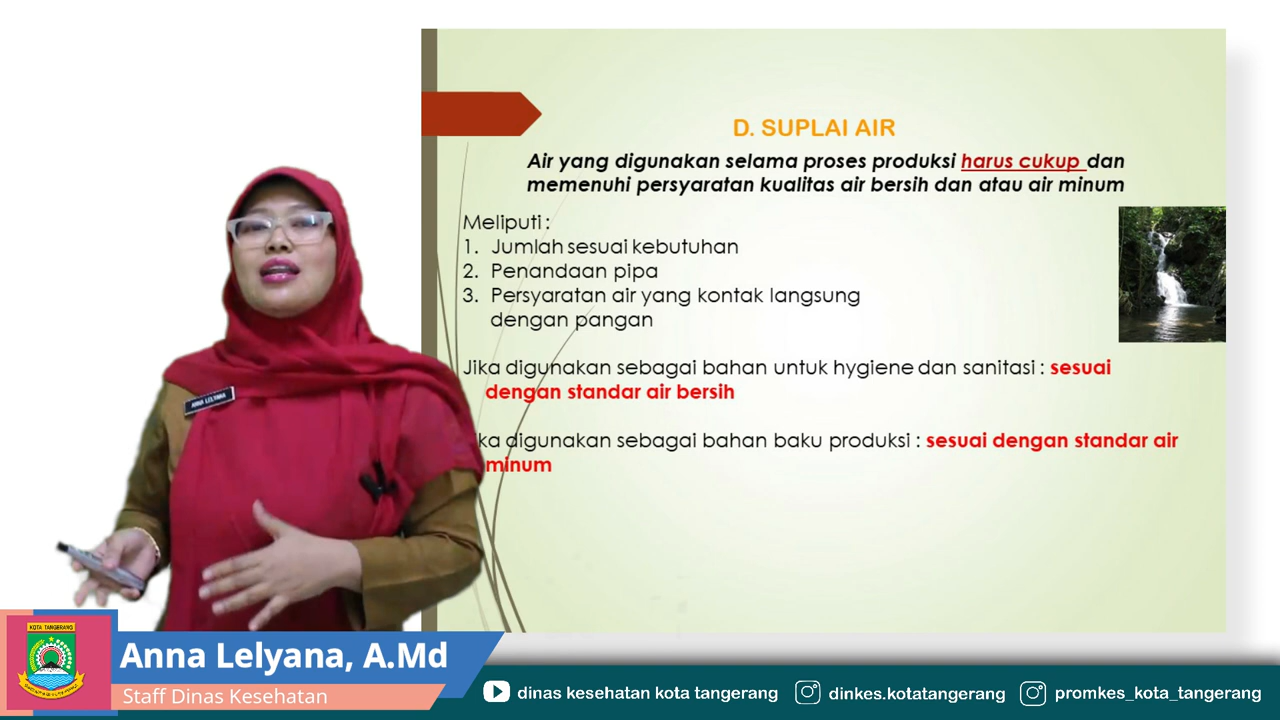 D. SUPLAI AIR
Air yang digunakan selama proses produksi harus cukup dan
memenuhi persyaratan kualitas air bersih dan atau air minum
Meliputi :
1. Jumlah sesuai kebutuhan
2. Penandaan pipa
3. Persyaratan air yang kontak langsung
dengan pangan
Jika digunakan sebagai bahan untuk hygiene dan sanitasi : sesuai
dengan standar air bersih
ka digunakan sebagai bahan baku produksi : sesuai dengan standar air
minum
ANNA LELYANA
KOTA TANGERANG
Anna Lelyana, A.Md
Staff Dinas Kesehatan
dinas kesehatan kota tangerang
dinkes.kotatangerang
promkes_kota_tangerang